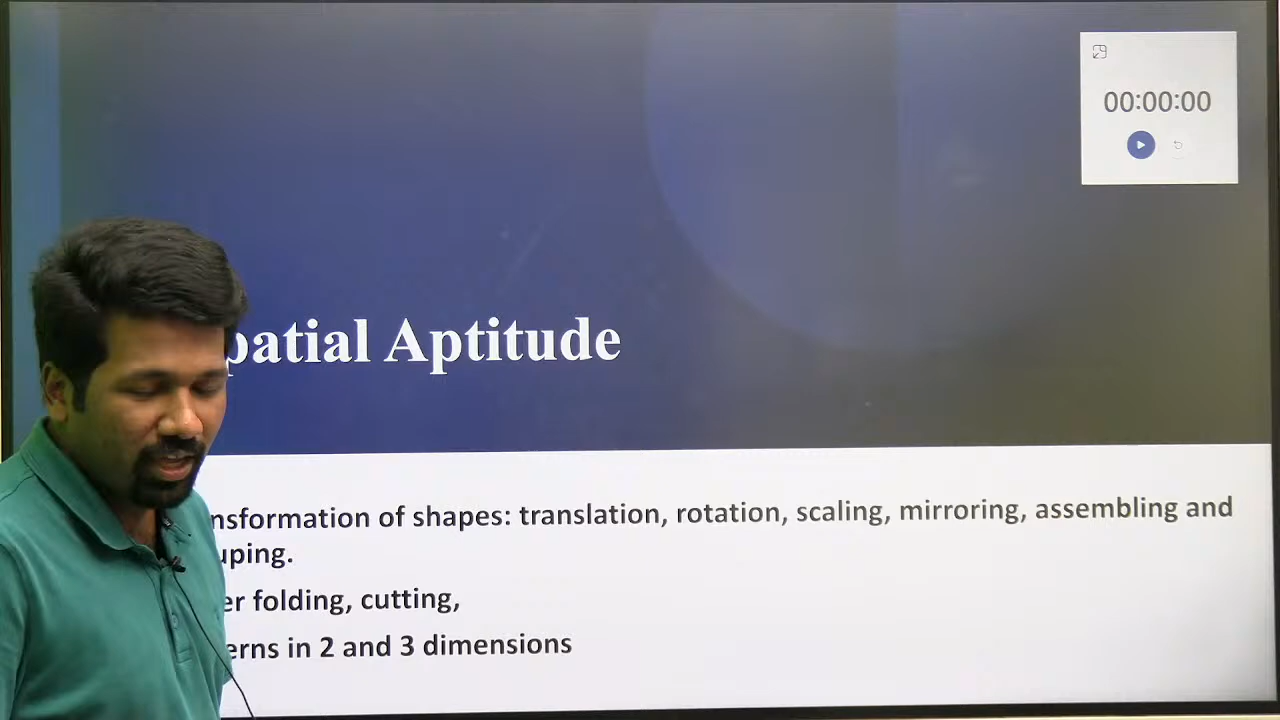 00:00:00
patial Aptitude
nsformation of shapes: translation, rotation, scaling, mirroring, assembling and
uping.
er folding, cutting,
erns in 2 and 3 dimensions